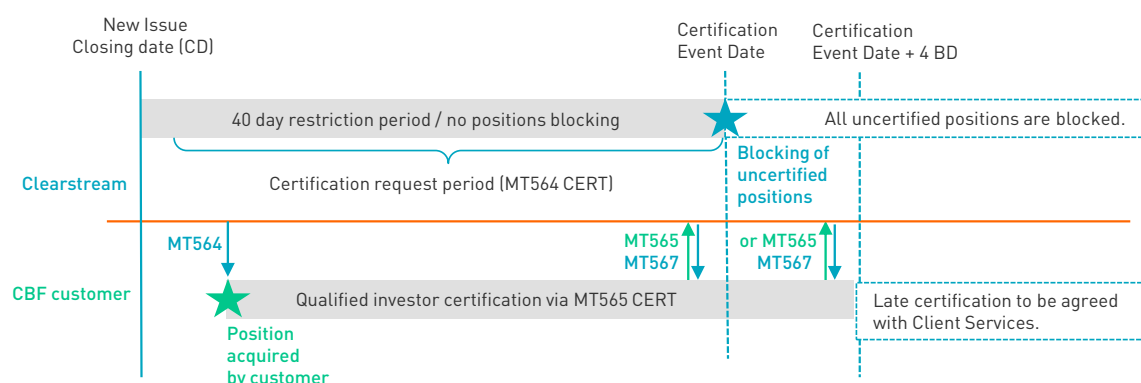 New Issue
Closing date (CD)
Certification
Event Date
Certification
Event Date + 4 BD
40 day restriction period / no positions blocking
All uncertified positions are blocked.
Blocking of
uncertified
positions
Clearstream
Certification request period (MT564 CERT)
MT564
MT565
MT567
or MT565
MT567
CBF customer
Qualified investor certification via MT565 CERT
Late certification to be agreed
with Client Services.
Position
acquired
by customer